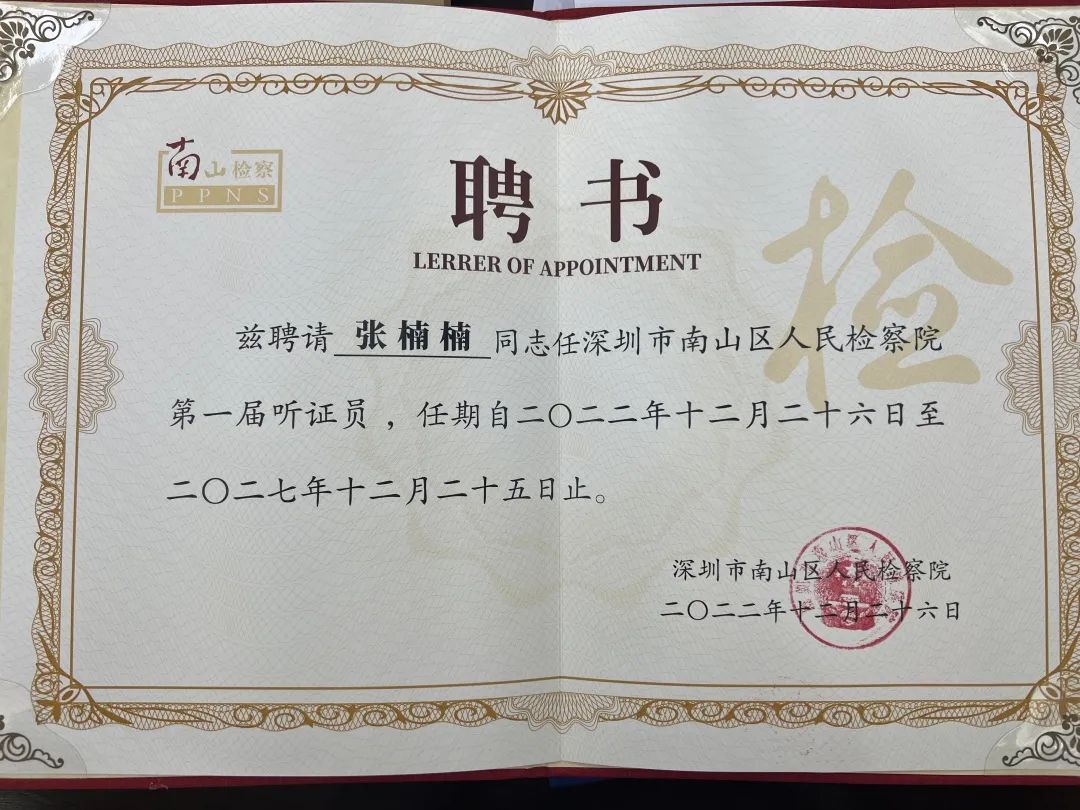 南山检察
PPNS
聘书
LERRER OF APPOINTMENT
检
兹聘请 张楠楠 同志任深圳市南山区人民检察院
第一届听证员，任期自二〇二二年十二月二十六日至
二〇二七年十二月二十五日止。
深圳市南山区人民检察院
二〇二二年十二月二十六日